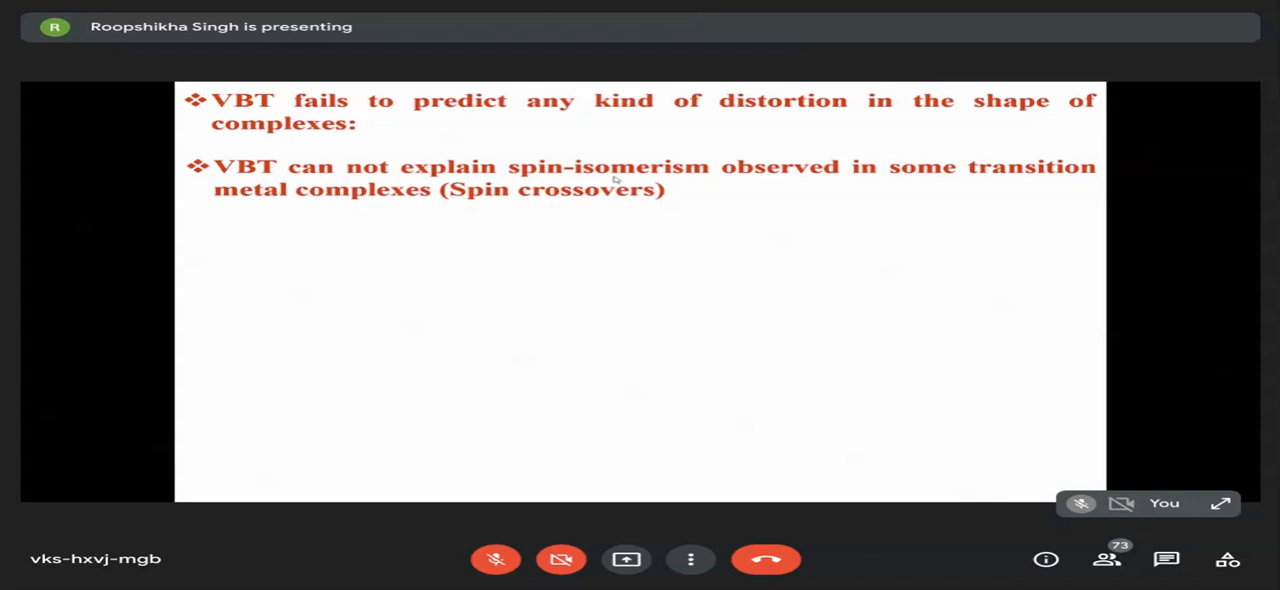 R
Roopshikha Singh is presenting
❖VBT fails to predict any kind of distortion in the shape of
complexes:
❖VBT can not explain spin-isomerism observed in some transition
metal complexes (Spin crossovers)
You
vks-hxvj-mgb
73